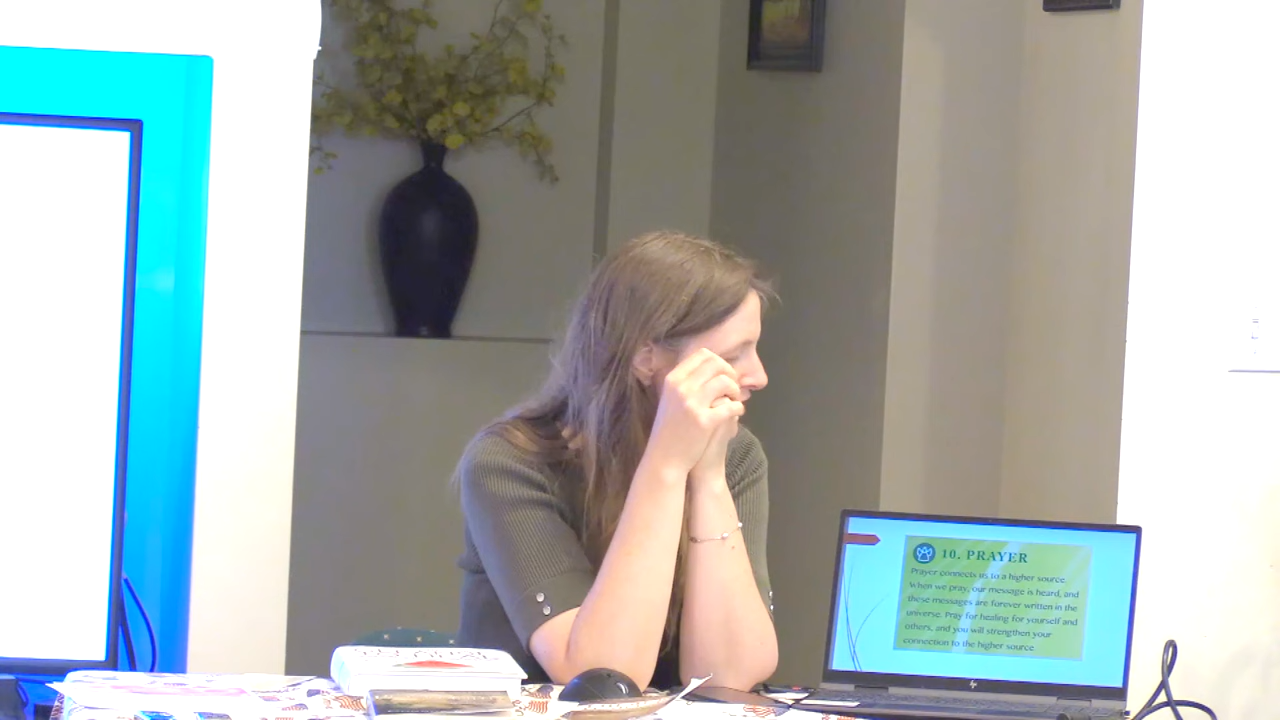 10. PRAYER
Prayer connects us to a higher source.
When we pray, our message is heard, and
these messages are forever written in the
universe. Pray for healing for yourself and
others, and you will strengthen your
connection to the higher source
hp